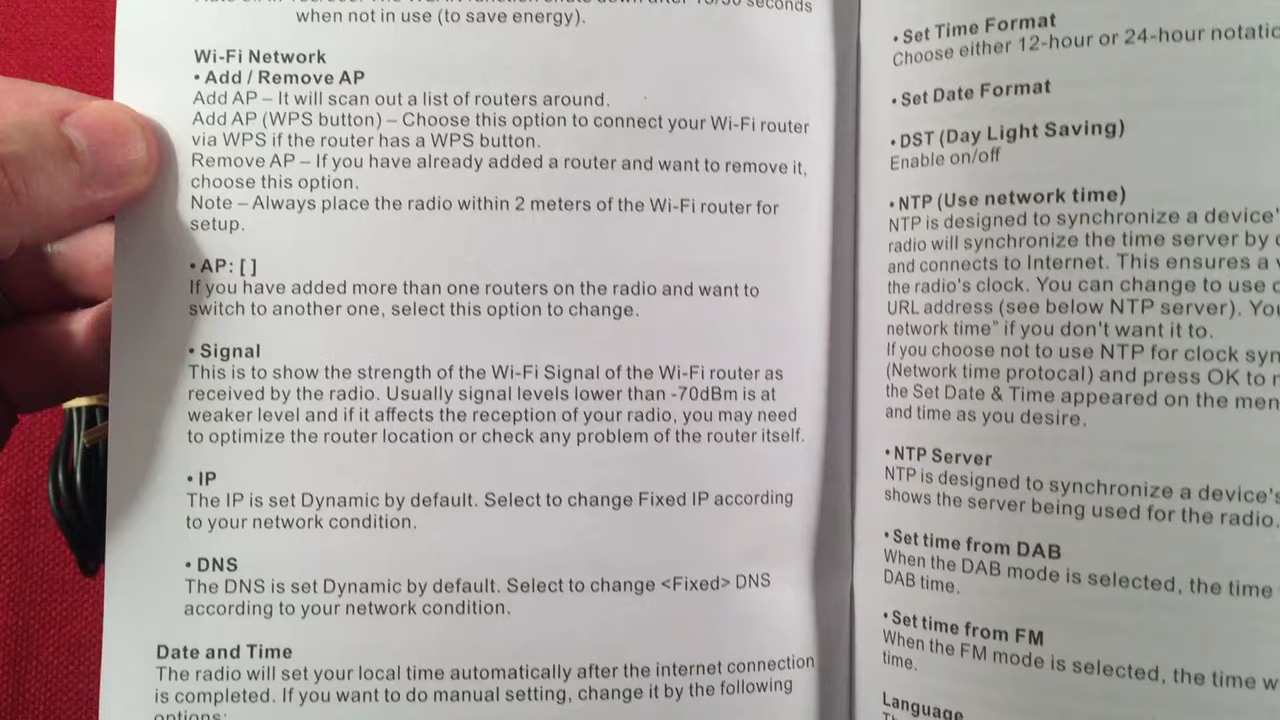 seconds
when not in use (to save energy).
Wi-Fi Network
• Add / Remove AP
Add AP – It will scan out a list of routers around.
Add AP (WPS button) – Choose this option to connect your Wi-Fi router
via WPS if the router has a WPS button.
Remove AP – If you have already added a router and want to remove it,
choose this option.
Note – Always place the radio within 2 meters of the Wi-Fi router for
setup.
• AP: [ ]
If you have added more than one routers on the radio and want to
switch to another one, select this option to change.
• Signal
This is to show the strength of the Wi-Fi Signal of the Wi-Fi router as
received by the radio. Usually signal levels lower than -70dBm is at
weaker level and if it affects the reception of your radio, you may need
to optimize the router location or check any problem of the router itself.
• IP
The IP is set Dynamic by default. Select to change Fixed IP according
to your network condition.
• DNS
The DNS is set Dynamic by default. Select to change <Fixed> DNS
according to your network condition.
Date and Time
The radio will set your local time automatically after the internet connection
is completed. If you want to do manual setting, change it by the following
options:
• Set Time Format
Choose either 12-hour or 24-hour
• Set Date Format
• DST (Day Light Saving)
Enable on/off
• NTP (Use network time)
NTP is designed to synchronize a device'
radio will synchronize the time server by
and connects to Internet. This ensures a
the radio's clock. You can change to use
URL address (see below NTP server).
network time" if you don't want it to.
If you choose not to use NTP for clock
(Network time protocal) and press OK to
the Set Date & Time appeared on the
and time as you desire.
• NTP Server
NTP is designed to synchronize a device's
shows the server being used for the radio.
• Set time from DAB
When the DAB mode is selected, the time
DAB time.
• Set time from FM
When the FM mode is selected, the time
time.
Language